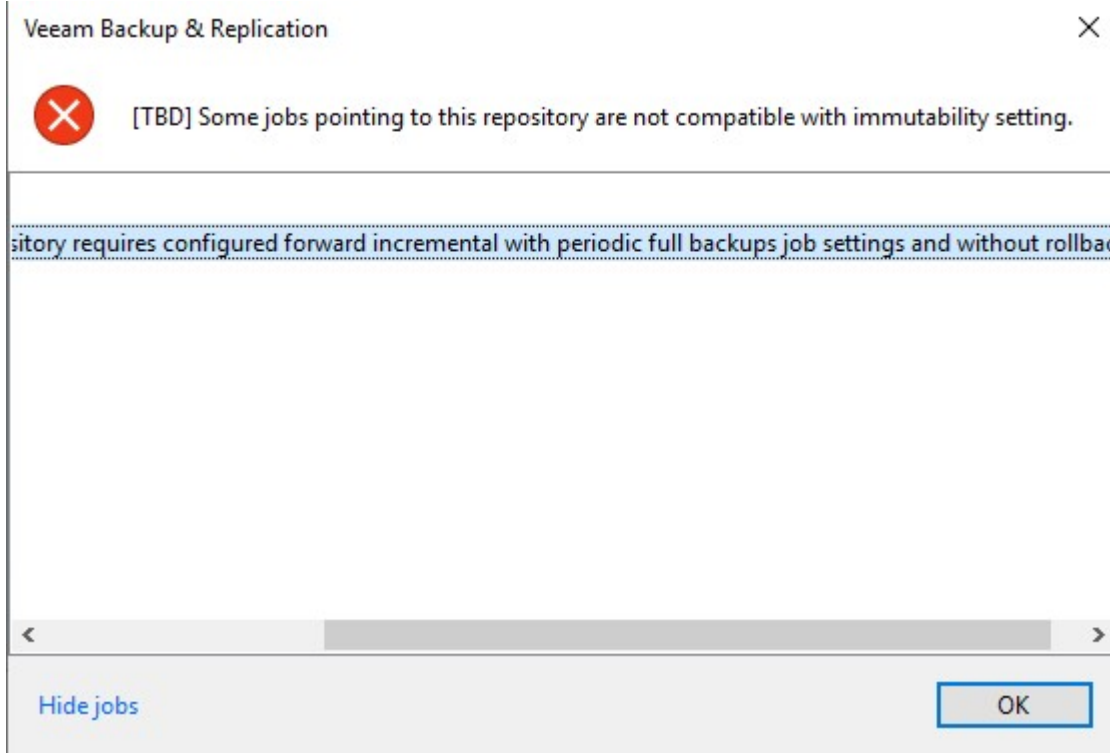 Veeam Backup & Replication
[TBD] Some jobs pointing to this repository are not compatible with immutability setting.
sitory requires configured forward incremental with periodic full backups job settings and without rollbac
Hide jobs
OK